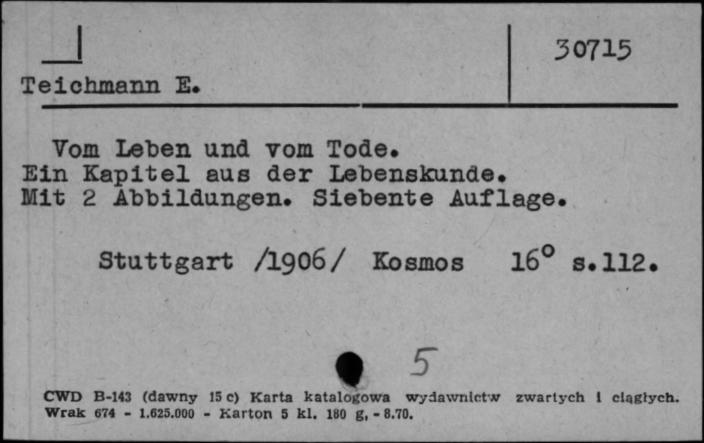 30715
Teichmann E.
Vom Leben und vom Tode.
Ein Kapitel aus der Lebenskunde.
Mit 2 Abbildungen. Siebente Auflage.
Stuttgart /1906/ Kosmos 16° s.112.
5
CWD B-143 (dawny 15 c) Karta katalogowa wydawnictw zwartych i ciągłych.
Wrak 674 - 1.625.000 - Karton 5 kl. 180 g, - 8.70.